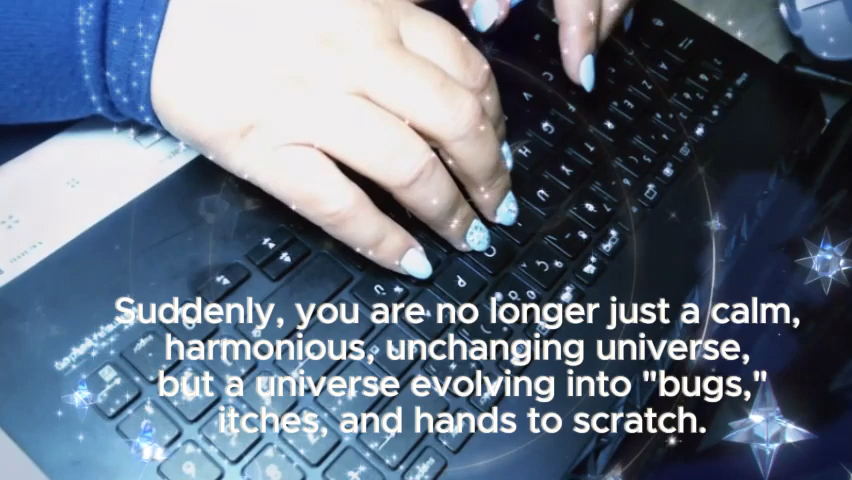 Suddenly, you are no longer just a calm,
harmonious, unchanging universe,
but a universe evolving into "bugs,"
itches, and hands to scratch.